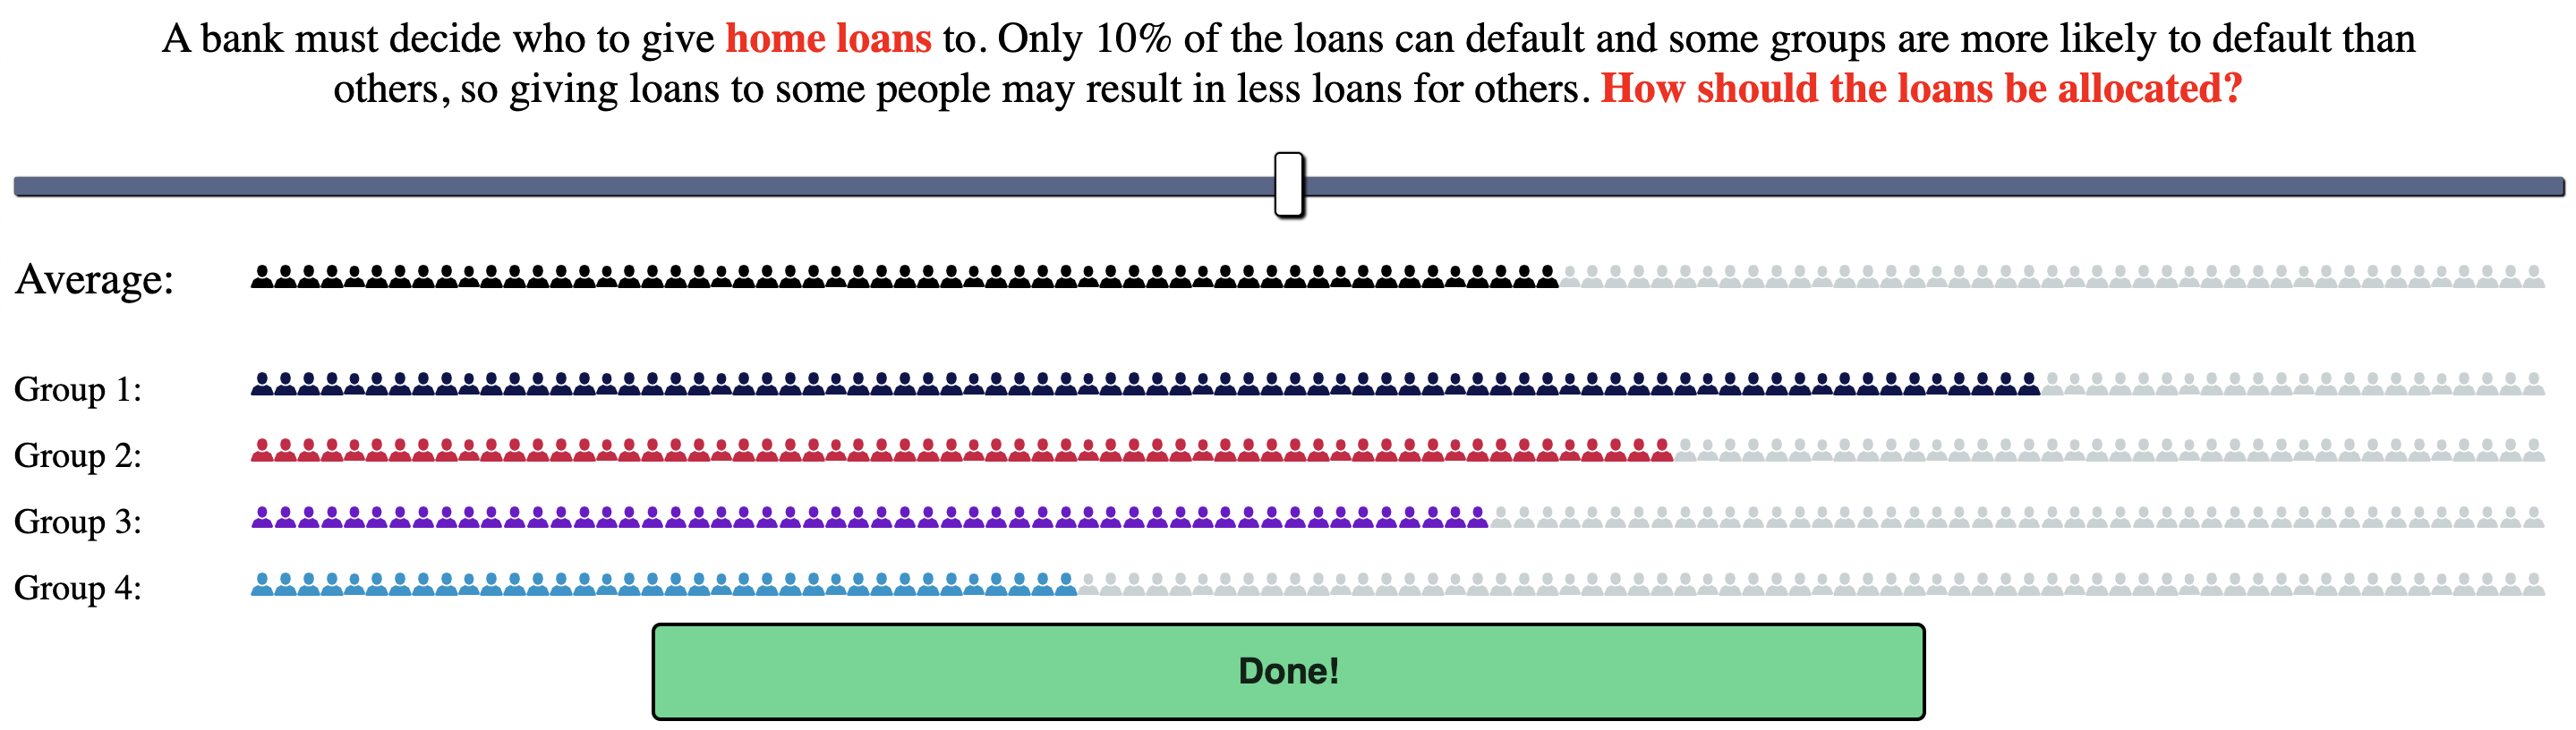 A bank must decide who to give home loans to. Only 10% of the loans can default and some groups are more likely to default than
others, so giving loans to some people may result in less loans for others. How should the loans be allocated?
Average:
Group 1:
Group 2:
Group 3:
Group 4:
Done!